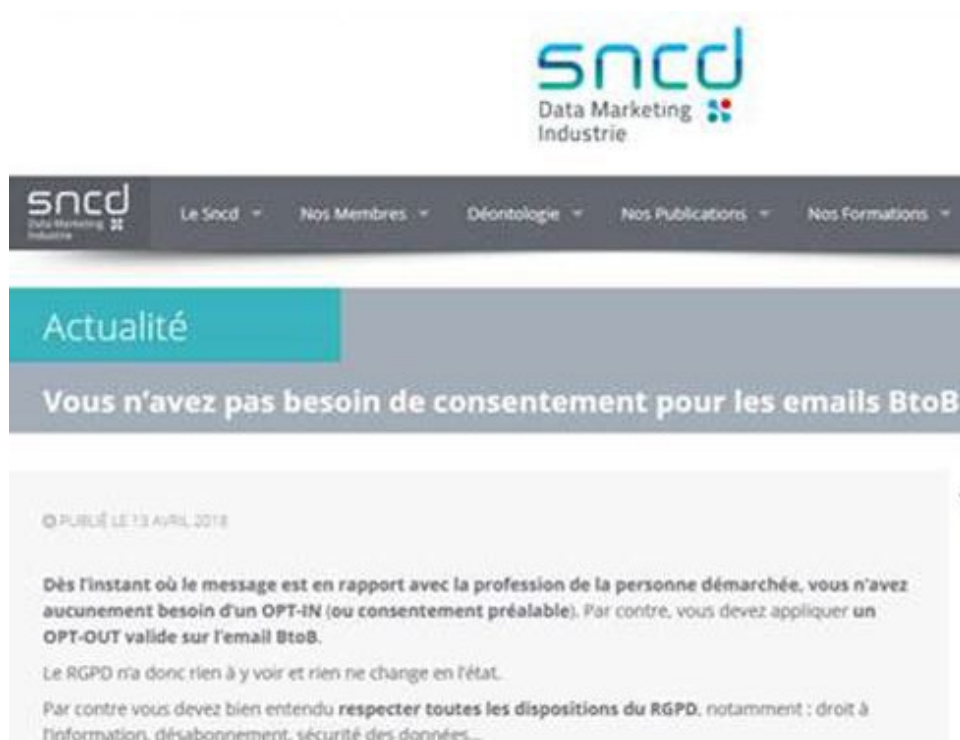 sncd
Data Marketing
Industrie
sncd
Data Marketing
Industrie
Le Sncd
Nos Membres
Déontologie
Nos Publications
Nos Formations
Actualité
Vous n'avez pas besoin de consentement pour les emails BtoB
PUBLIÉ LE 13 AVRIL 2018
Dès l'instant où le message est en rapport avec la profession de la personne démarchée, vous n'avez
aucunement besoin d'un OPT-IN (ou consentement préalable). Par contre, vous devez appliquer un
OPT-OUT valide sur l'email BtoB.
Le RGPD n'a donc rien à y voir et rien ne change en l'état.
Par contre vous devez bien entendu respecter toutes les dispositions du RGPD, notamment : droit à
l'information, désabonnement, sécurité des données...